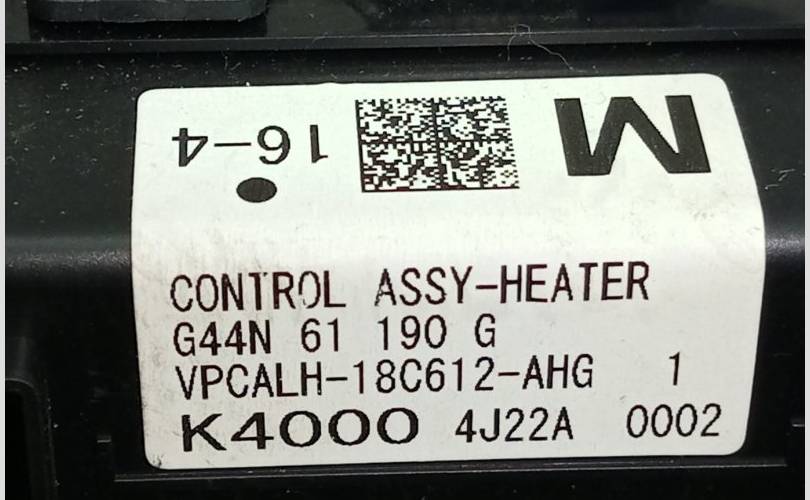 16-4
M
CONTROL ASSY-HEATER
G44N 61 190 G
VPCALH-18C612-AHG 1
K4000 4J22A 0002